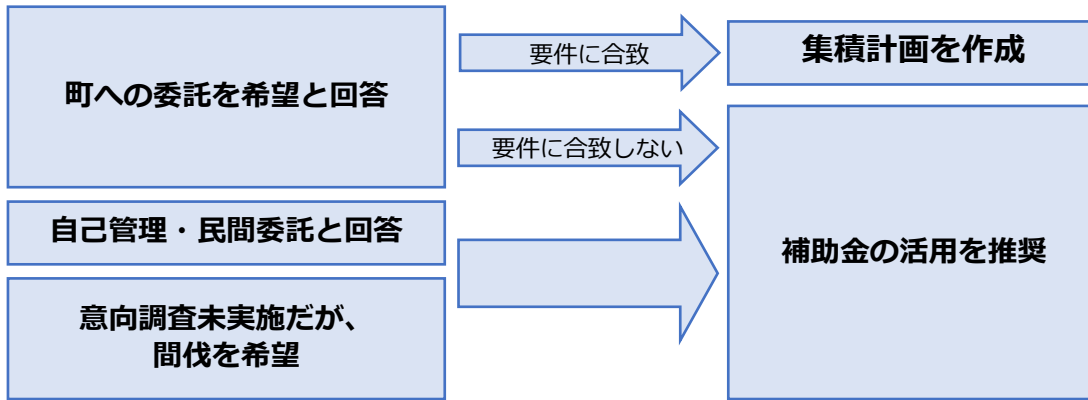 町への委託を希望と回答
要件に合致
集積計画を作成
要件に合致しない
自己管理・民間委託と回答
補助金の活用を推奨
意向調査未実施だが、
間伐を希望